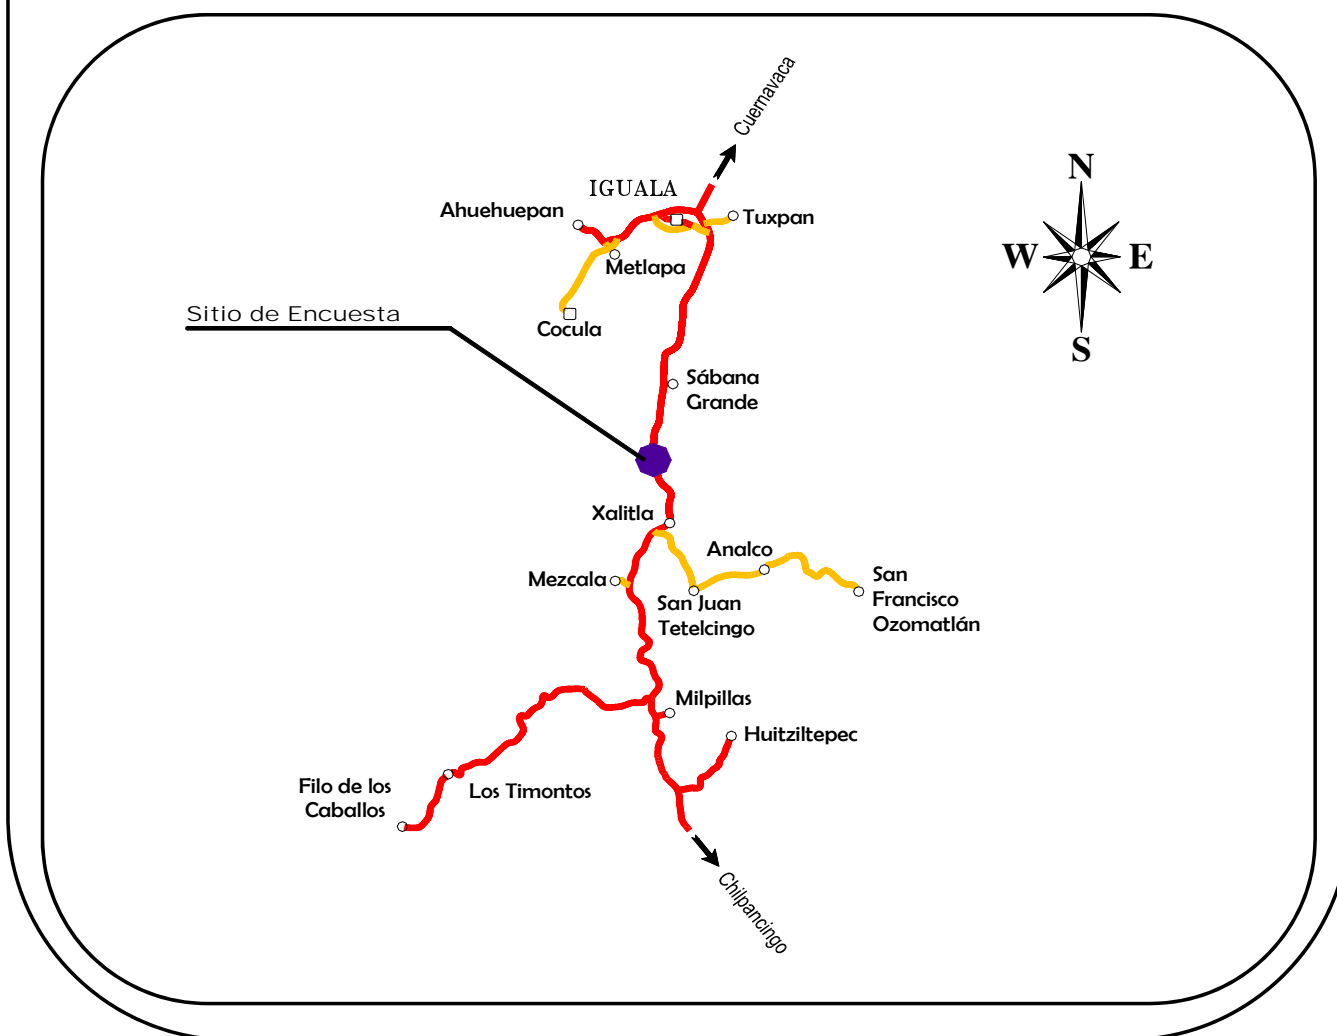 Cuernavaca
N
IGUALA
Ahuehuepan
Tuxpan
W
E
Metlapa
Sitio de Encuesta
Cocula
S
Sábana
Grande
Xalitla
Analco
Mezcala
San
Francisco
Ozomatlán
San Juan
Tetelcingo
Milpillas
Huitziltepec
Filo de los
Caballos
Los Timontos
Chilpancingo